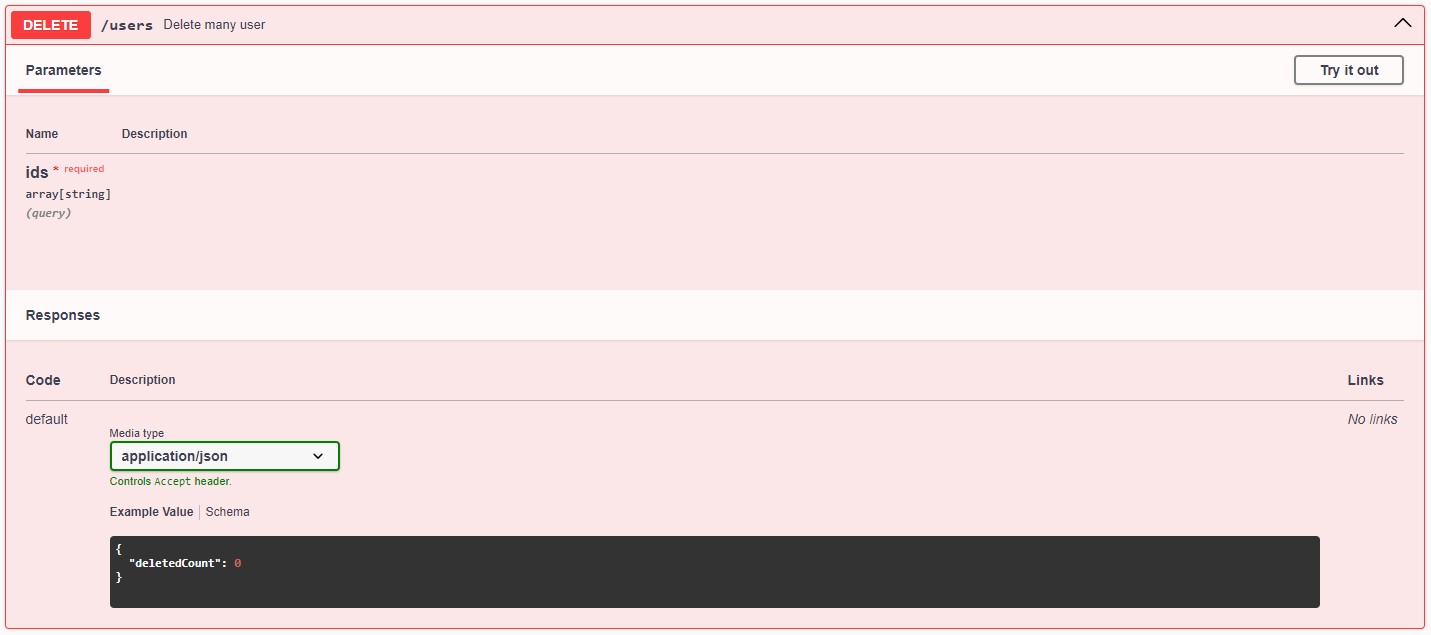 DELETE /users Delete many user
Parameters
Try it out
Name Description
ids * required
array[string]
(query)
Responses
Code Description Links
default No links
Media type
application/json
Controls Accept header.
Example Value Schema
{
"deletedCount": 0
}